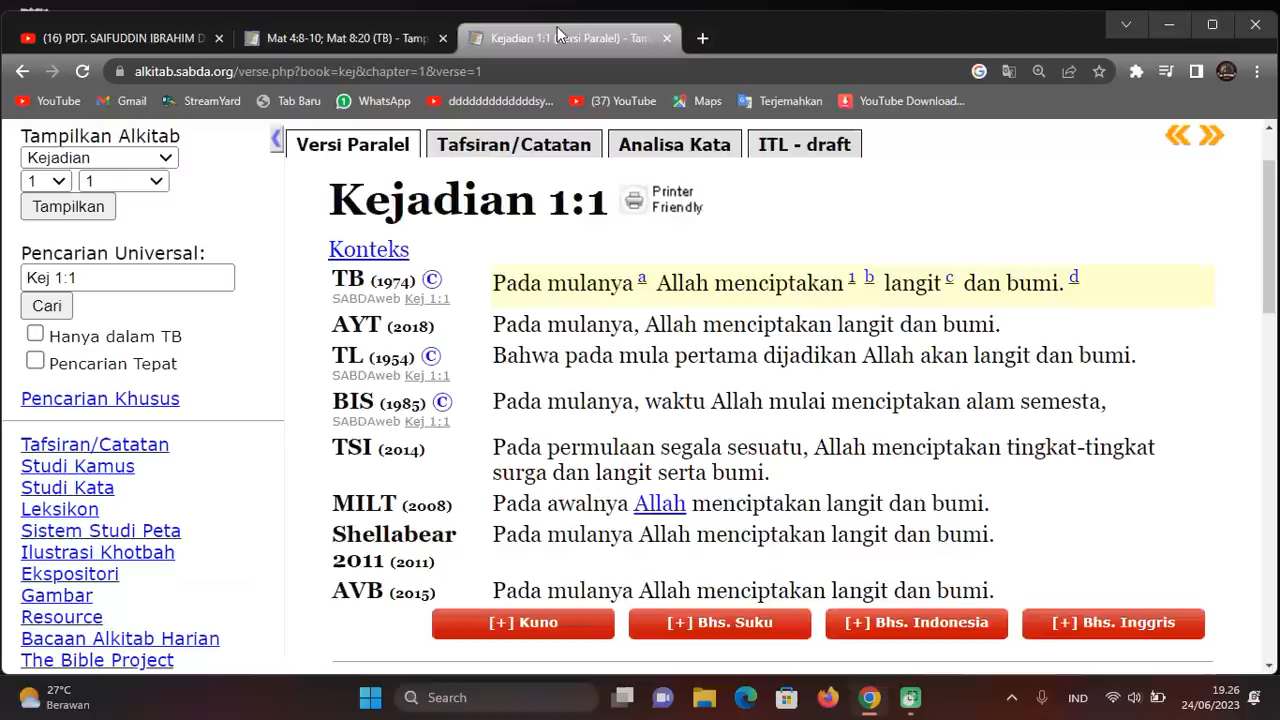 (16) PDT. SAIFUDDIN IBRAHIM D
Mat 4:8-10; Mat 8:20 (TB) - Tamp
Kejadian 1:1 (Versi Paralel) - Tam
alkitab.sabda.org/verse.php?book=kej&chapter=1&verse=1
YouTube
Gmail
StreamYard
Tab Baru
WhatsApp
dddddddddddddsy...
(37) YouTube
Maps
Terjemahkan
YouTube Download...
Tampilkan Alkitab
Kejadian
1
1
Tampilkan
Pencarian Universal:
Kej 1:1
Cari
Hanya dalam TB
Pencarian Tepat
Pencarian Khusus
Tafsiran/Catatan
Studi Kamus
Studi Kata
Leksikon
Sistem Studi Peta
Ilustrasi Khotbah
Ekspositori
Gambar
Resource
Bacaan Alkitab Harian
The Bible Project
Versi Paralel
Tafsiran/Catatan
Analisa Kata
ITL - draft
Kejadian 1:1
Printer
Friendly
Konteks
TB (1974) © Pada mulanya a Allah menciptakan 1 b langit c dan bumi. d
SABDAweb Kej 1:1
AYT (2018) Pada mulanya, Allah menciptakan langit dan bumi.
TL (1954) © Bahwa pada mula pertama dijadikan Allah akan langit dan bumi.
SABDAweb Kej 1:1
BIS (1985) © Pada mulanya, waktu Allah mulai menciptakan alam semesta,
SABDAweb Kej 1:1
TSI (2014) Pada permulaan segala sesuatu, Allah menciptakan tingkat-tingkat
surga dan langit serta bumi.
MILT (2008) Pada awalnya Allah menciptakan langit dan bumi.
Shellabear Pada mulanya Allah menciptakan langit dan bumi.
2011 (2011)
AVB (2015) Pada mulanya Allah menciptakan langit dan bumi.
[+] Kuno
[+] Bhs. Suku
[+] Bhs. Indonesia
[+] Bhs. Inggris
27°C
Berawan
Search
IND
19.26
24/06/2023